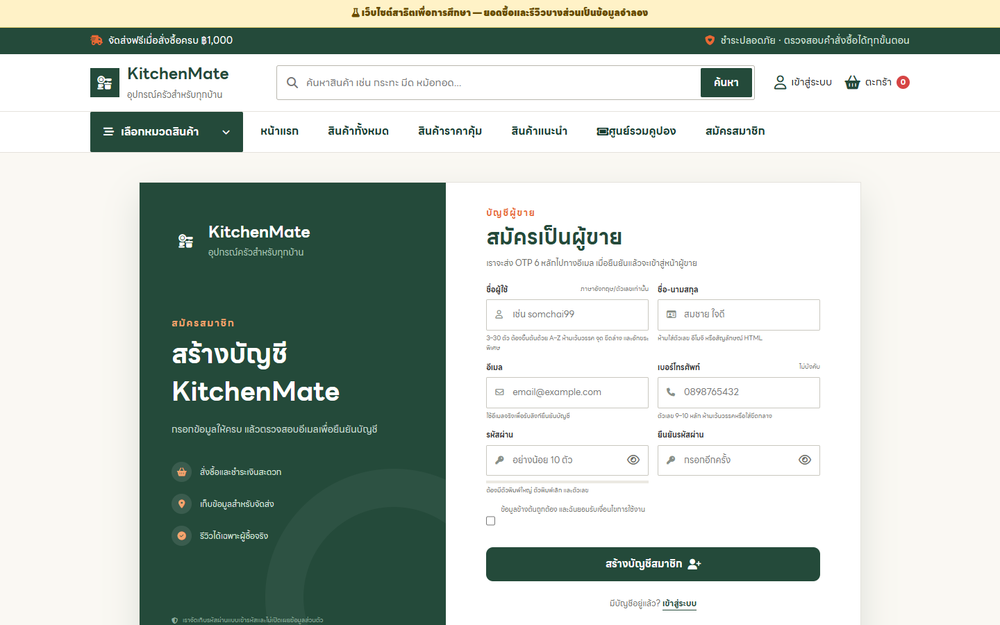 เว็บไซต์สาธิตเพื่อการศึกษา — ยอดซื้อและรีวิวบางส่วนเป็นข้อมูลจำลอง
จัดส่งฟรีเมื่อสั่งซื้อครบ ฿1,000
ชำระปลอดภัย · ตรวจสอบคำสั่งซื้อได้ทุกขั้นตอน
KitchenMate
อุปกรณ์ครัวสำหรับทุกบ้าน
ค้นหาสินค้า เช่น กระทะ มีด หม้อทอด...
ค้นหา
เข้าสู่ระบบ
ตะกร้า 0
เลือกหมวดสินค้า
หน้าแรก
สินค้าทั้งหมด
สินค้าราคาคุ้ม
สินค้าแนะนำ
ศูนย์รวมคูปอง
สมัครสมาชิก
KitchenMate
อุปกรณ์ครัวสำหรับทุกบ้าน
สมัครสมาชิก
สร้างบัญชี
KitchenMate
กรอกข้อมูลให้ครบ แล้วตรวจสอบอีเมลเพื่อยืนยันบัญชี
สั่งซื้อและชำระเงินสะดวก
เก็บข้อมูลสำหรับจัดส่ง
รีวิวได้เฉพาะผู้ซื้อจริง
เราจัดเก็บรหัสผ่านแบบเข้ารหัสและไม่เปิดเผยข้อมูลส่วนตัว
บัญชีผู้ขาย
สมัครเป็นผู้ขาย
เราจะส่ง OTP 6 หลักไปทางอีเมล เมื่อยืนยันแล้วจะเข้าสู่หน้าผู้ขาย
ชื่อผู้ใช้
ภาษาอังกฤษ/ตัวเลขเท่านั้น
เช่น somchai99
3–30 ตัว ต้องขึ้นต้นด้วย A–Z ห้ามเว้นวรรค จุด ขีดล่าง และอักขระ
พิเศษ
ชื่อ-นามสกุล
สมชาย ใจดี
ห้ามใส่ตัวเลข อีโมจิ หรือสัญลักษณ์ HTML
อีเมล
email@example.com
ใช้อีเมลจริงเพื่อรับลิงก์ยืนยันบัญชี
เบอร์โทรศัพท์
ไม่บังคับ
0898765432
ตัวเลข 9–10 หลัก ห้ามเว้นวรรคหรือใส่ขีดกลาง
รหัสผ่าน
อย่างน้อย 10 ตัว
ต้องมีตัวพิมพ์ใหญ่ ตัวพิมพ์เล็ก และตัวเลข
ยืนยันรหัสผ่าน
กรอกอีกครั้ง
ข้อมูลข้างต้นถูกต้อง และฉันยอมรับเงื่อนไขการใช้งาน
สร้างบัญชีสมาชิก
มีบัญชีอยู่แล้ว? เข้าสู่ระบบ